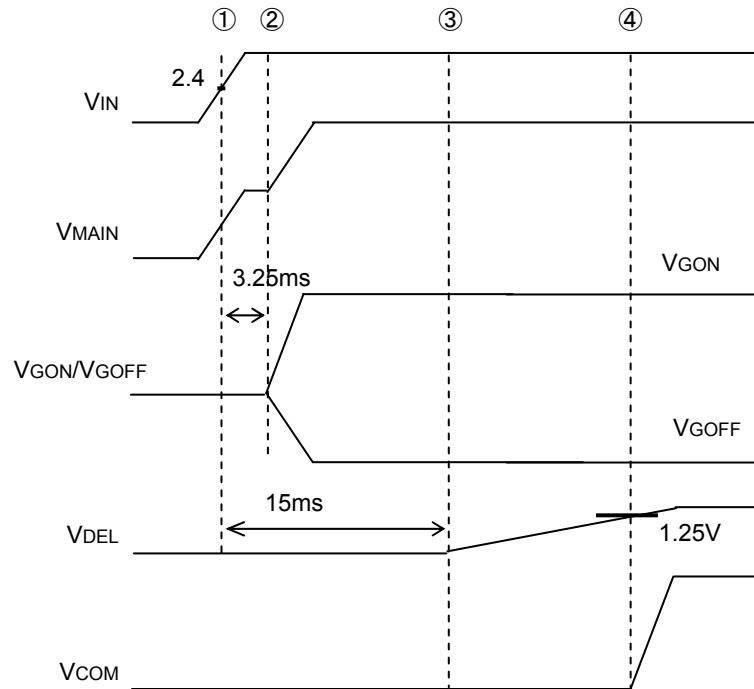 ① ② ③ ④
2.4
VIN
VMAIN
VGON
3.25ms
VGON/VGOFF
VGOFF
15ms
VDEL
1.25V
VCOM